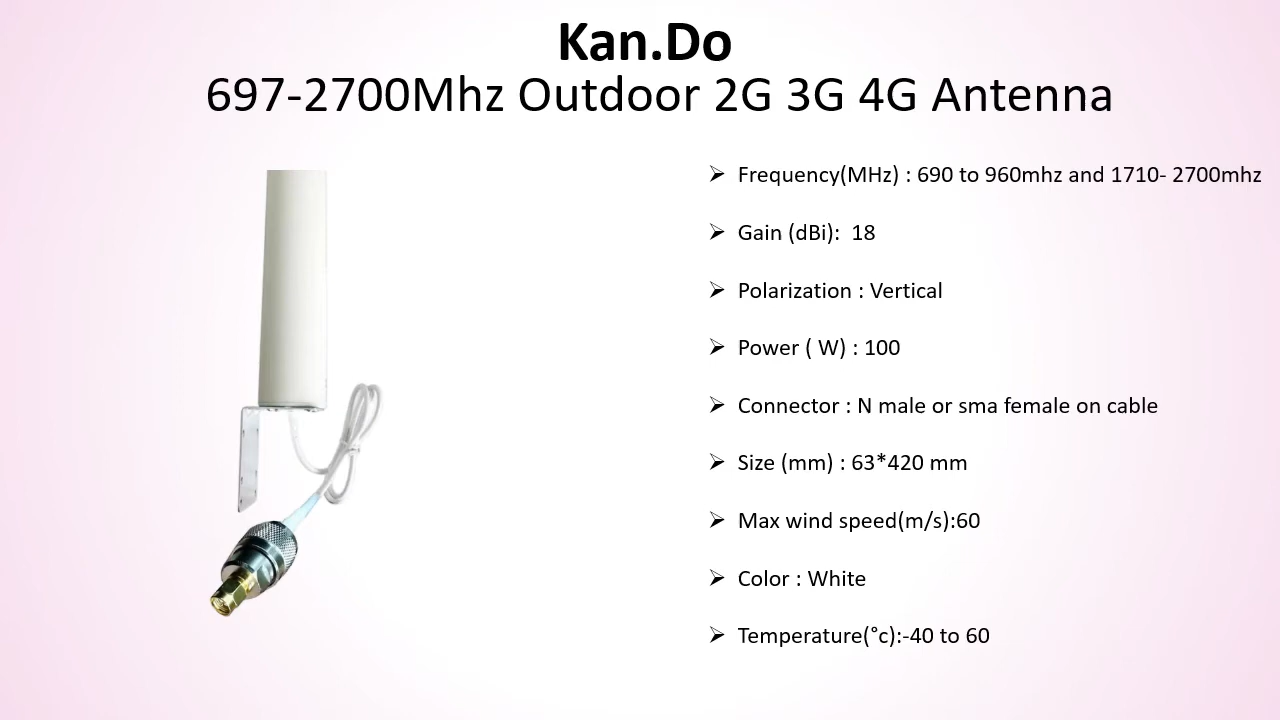 Kan.Do
697-2700Mhz Outdoor 2G 3G 4G Antenna
➢ Frequency(MHz) : 690 to 960mhz and 1710- 2700mhz
➢ Gain (dBi):  18
➢ Polarization : Vertical
➢ Power ( W) : 100
➢ Connector : N male or sma female on cable
➢ Size (mm) : 63*420 mm
➢ Max wind speed(m/s):60
➢ Color : White
➢ Temperature(°c):-40 to 60